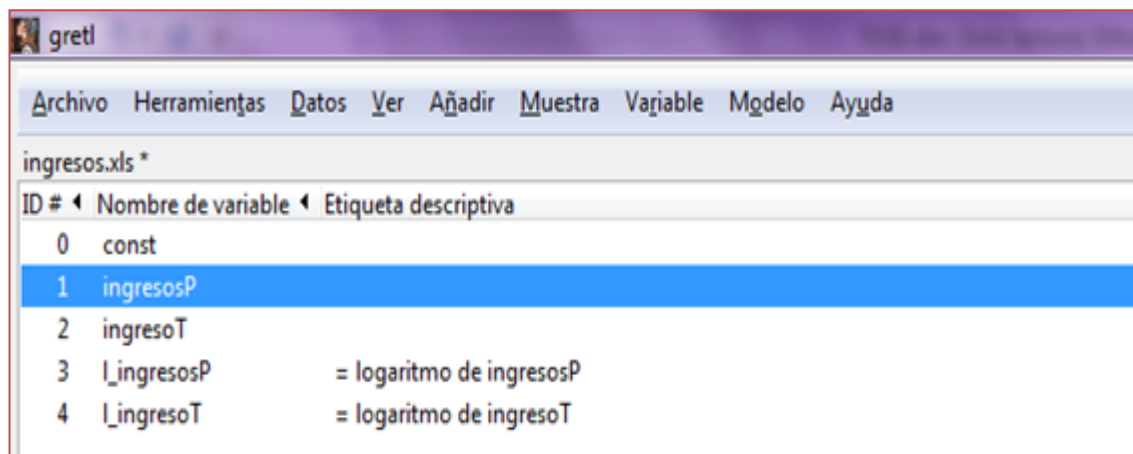 gretl
Archivo Herramientas Datos Ver Añadir Muestra Variable Modelo Ayuda
ingresos.xls *
ID # Nombre de variable Etiqueta descriptiva
0 const
1 ingresosP
2 ingresoT
3 l_ingresosP = logaritmo de ingresosP
4 l_ingresoT = logaritmo de ingresoT